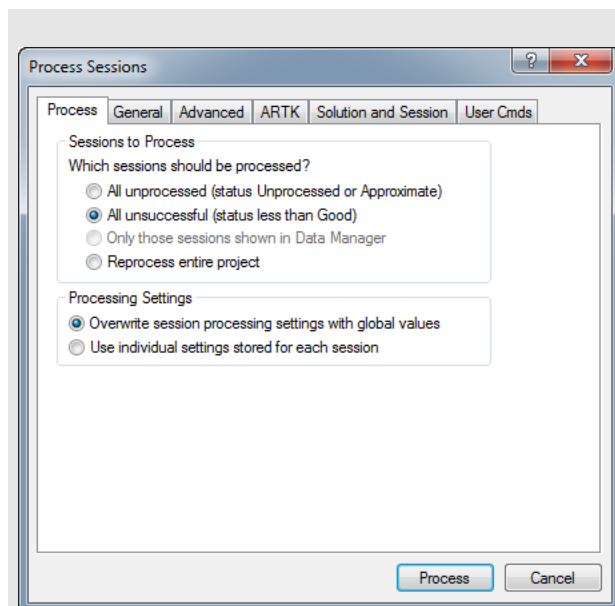 Process Sessions
?
X
Process General Advanced ARTK Solution and Session User Cmds
Sessions to Process
Which sessions should be processed?
All unprocessed (status Unprocessed or Approximate)
All unsuccessful (status less than Good)
Only those sessions shown in Data Manager
Reprocess entire project
Processing Settings
Overwrite session processing settings with global values
Use individual settings stored for each session
Process Cancel